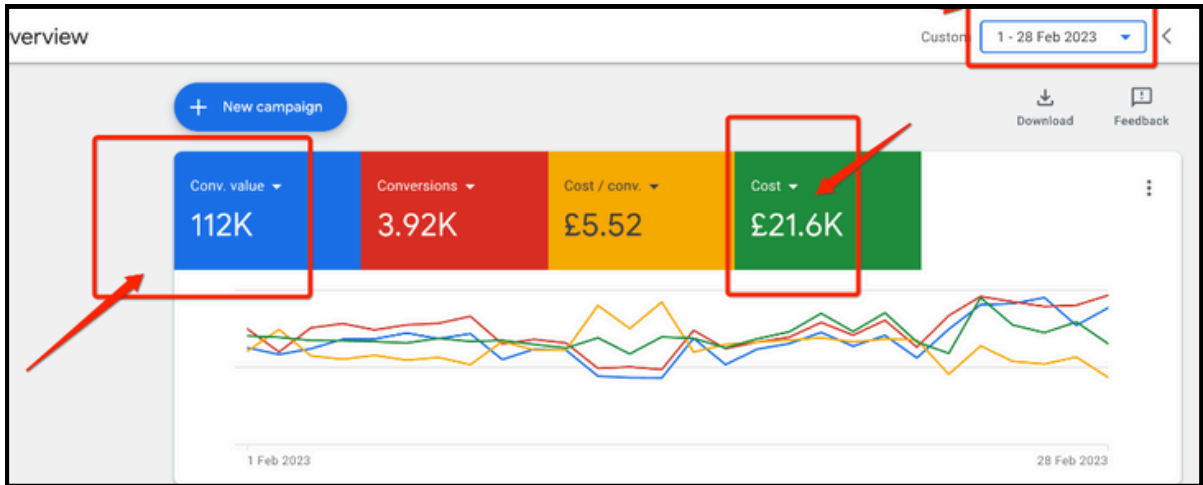 verview
Custom
1 - 28 Feb 2023
New campaign
Download
Feedback
Conv. value
Conversions
Cost / conv.
Cost
112K
3.92K
£5.52
£21.6K
1 Feb 2023
28 Feb 2023